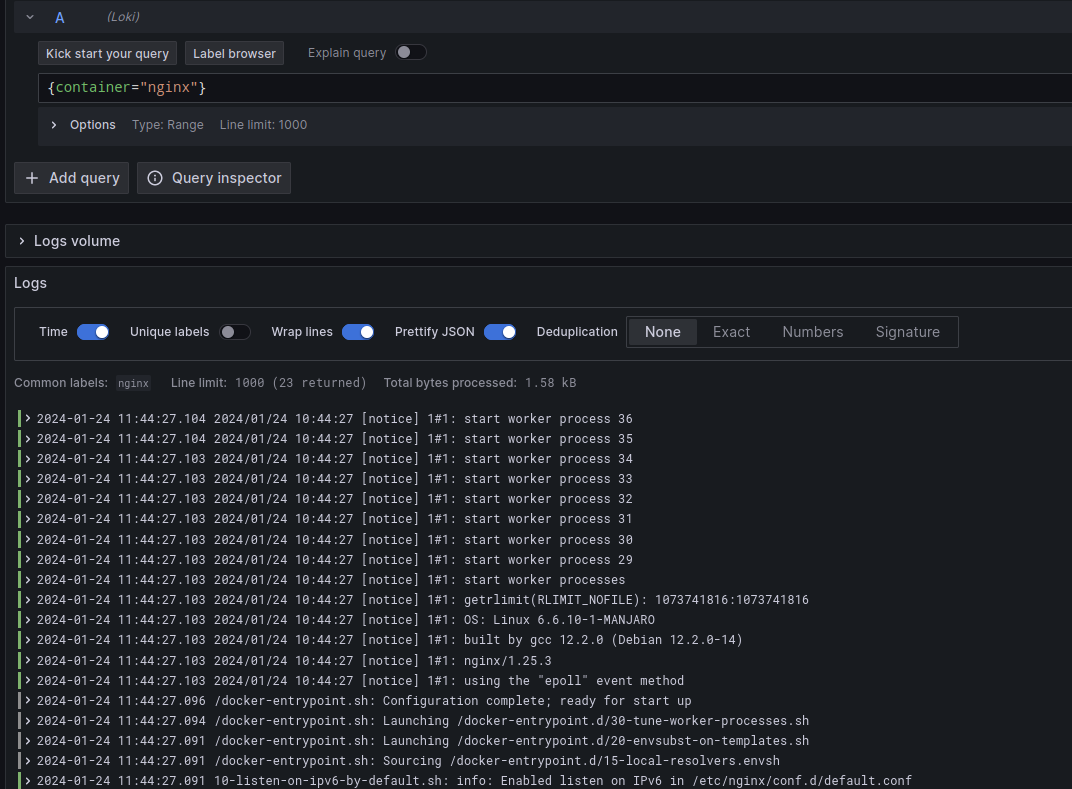 A (Loki)
Kick start your query Label browser Explain query
{container="nginx"}
Options Type: Range Line limit: 1000
+ Add query Query inspector
Logs volume
Logs
Time Unique labels Wrap lines Prettify JSON Deduplication None Exact Numbers Signature
Common labels: nginx Line limit: 1000 (23 returned) Total bytes processed: 1.58 kB
2024-01-24 11:44:27.104 2024/01/24 10:44:27 [notice] 1#1: start worker process 36
2024-01-24 11:44:27.104 2024/01/24 10:44:27 [notice] 1#1: start worker process 35
2024-01-24 11:44:27.103 2024/01/24 10:44:27 [notice] 1#1: start worker process 34
2024-01-24 11:44:27.103 2024/01/24 10:44:27 [notice] 1#1: start worker process 33
2024-01-24 11:44:27.103 2024/01/24 10:44:27 [notice] 1#1: start worker process 32
2024-01-24 11:44:27.103 2024/01/24 10:44:27 [notice] 1#1: start worker process 31
2024-01-24 11:44:27.103 2024/01/24 10:44:27 [notice] 1#1: start worker process 30
2024-01-24 11:44:27.103 2024/01/24 10:44:27 [notice] 1#1: start worker process 29
2024-01-24 11:44:27.103 2024/01/24 10:44:27 [notice] 1#1: start worker processes
2024-01-24 11:44:27.103 2024/01/24 10:44:27 [notice] 1#1: getrlimit(RLIMIT_NOFILE): 1073741816:1073741816
2024-01-24 11:44:27.103 2024/01/24 10:44:27 [notice] 1#1: OS: Linux 6.6.10-1-MANJARO
2024-01-24 11:44:27.103 2024/01/24 10:44:27 [notice] 1#1: built by gcc 12.2.0 (Debian 12.2.0-14)
2024-01-24 11:44:27.103 2024/01/24 10:44:27 [notice] 1#1: nginx/1.25.3
2024-01-24 11:44:27.103 2024/01/24 10:44:27 [notice] 1#1: using the "epoll" event method
2024-01-24 11:44:27.096 /docker-entrypoint.sh: Configuration complete; ready for start up
2024-01-24 11:44:27.094 /docker-entrypoint.sh: Launching /docker-entrypoint.d/30-tune-worker-processes.sh
2024-01-24 11:44:27.091 /docker-entrypoint.sh: Launching /docker-entrypoint.d/20-envsubst-on-templates.sh
2024-01-24 11:44:27.091 /docker-entrypoint.sh: Sourcing /docker-entrypoint.d/15-local-resolvers.envsh
2024-01-24 11:44:27.091 10-listen-on-ipv6-by-default.sh: info: Enabled listen on IPv6 in /etc/nginx/conf.d/default.conf